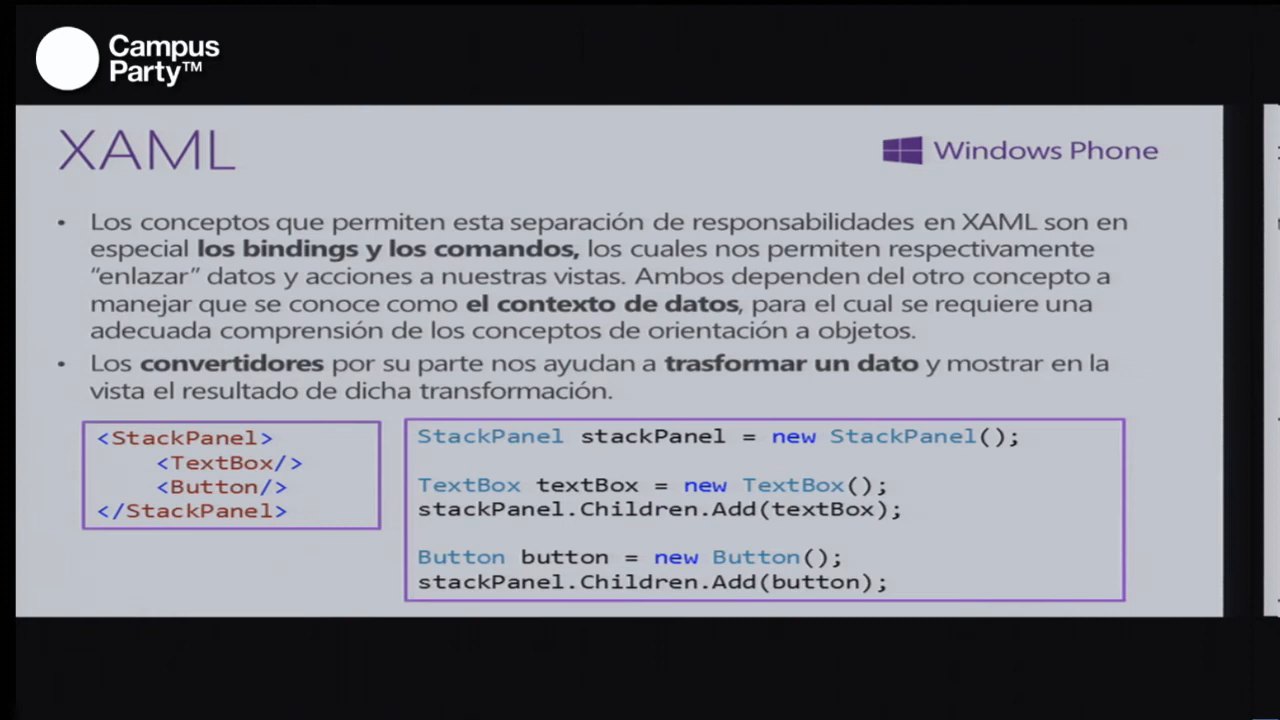 Campus
Party™
XAML
Windows Phone
• Los conceptos que permiten esta separación de responsabilidades en XAML son en
especial los bindings y los comandos, los cuales nos permiten respectivamente
“enlazar” datos y acciones a nuestras vistas. Ambos dependen del otro concepto a
manejar que se conoce como el contexto de datos, para el cual se requiere una
adecuada comprensión de los conceptos de orientación a objetos.
• Los convertidores por su parte nos ayudan a trasformar un dato y mostrar en la
vista el resultado de dicha transformación.
<StackPanel>
    <TextBox/>
    <Button/>
</StackPanel>
StackPanel stackPanel = new StackPanel();
TextBox textBox = new TextBox();
stackPanel.Children.Add(textBox);
Button button = new Button();
stackPanel.Children.Add(button);